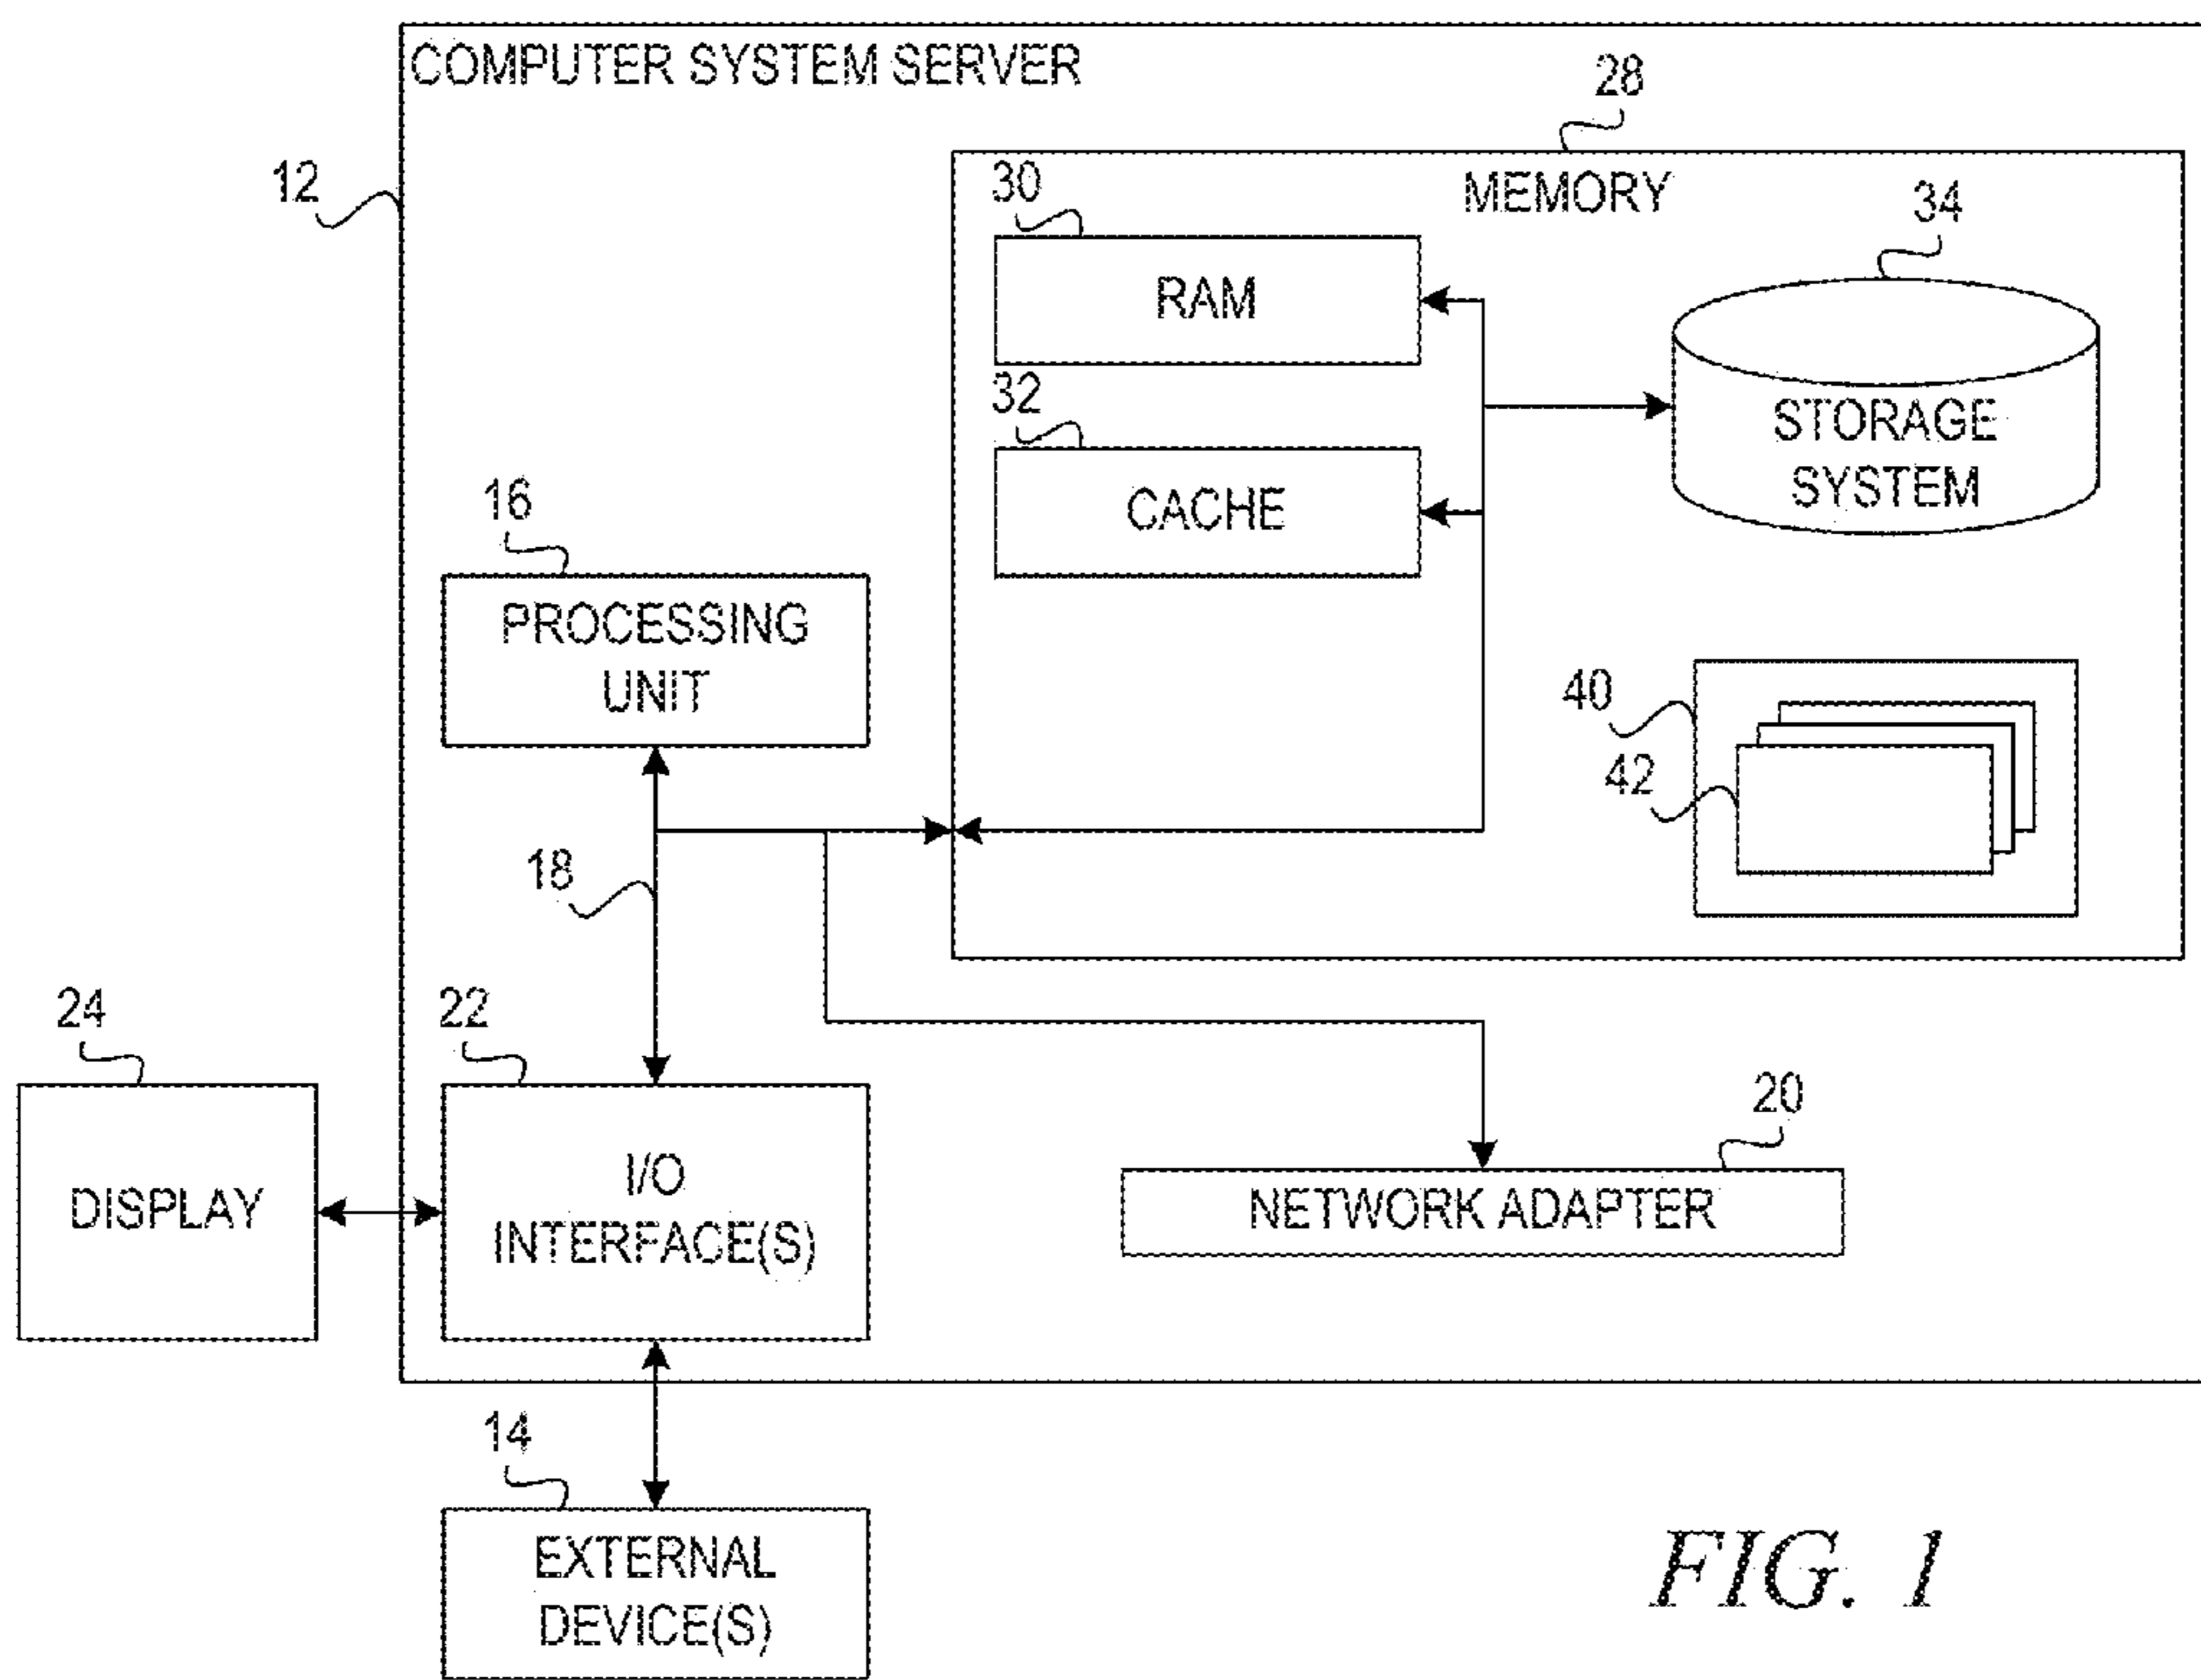 COMPUTER SYSTEM SERVER
28
12
MEMORY
30
34
RAM
32
STORAGE
SYSTEM
CACHE
16
PROCESSING
UNIT
40
42
18
24
22
20
DISPLAY
I/O
INTERFACE(S)
NETWORK ADAPTER
14
EXTERNAL
DEVICE(S)
FIG. 1